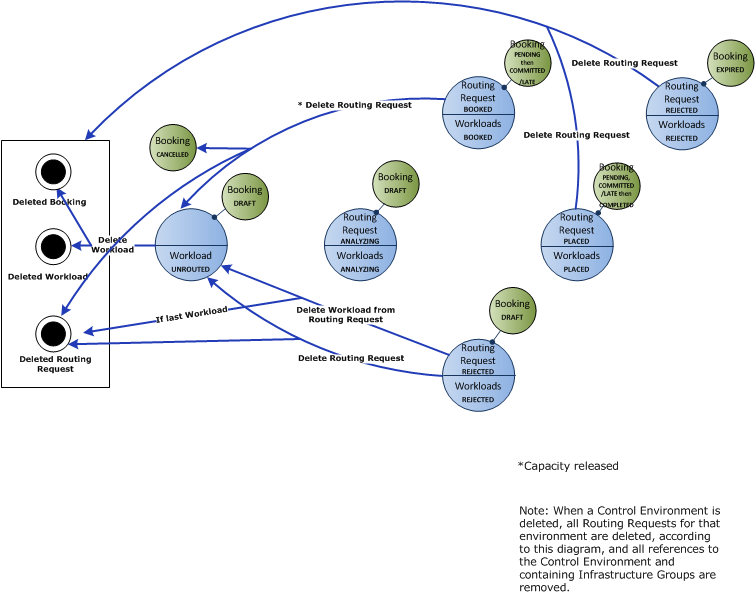 Booking
PENDING
then
COMMITTED
/LATE
Booking
EXPIRED
Delete Routing Request
Routing
Request
BOOKED
Workloads
BOOKED
Routing
Request
REJECTED
Workloads
REJECTED
* Delete Routing Request
Delete Routing Request
Booking
CANCELLED
Booking
PENDING,
COMMITTED
/LATE then
COMPLETED
Booking
DRAFT
Booking
DRAFT
Deleted Booking
Delete
Workload
Deleted Workload
Workload
UNROUTED
Routing
Request
ANALYZING
Workloads
ANALYZING
Routing
Request
PLACED
Workloads
PLACED
If last Workload
Delete Workload from
Routing Request
Booking
DRAFT
Deleted Routing
Request
Delete Routing Request
Routing
Request
REJECTED
Workloads
REJECTED
*Capacity released
Note: When a Control Environment is
deleted, all Routing Requests for that
environment are deleted, according
to this diagram, and all references to
the Control Environment and
containing Infrastructure Groups are
removed.